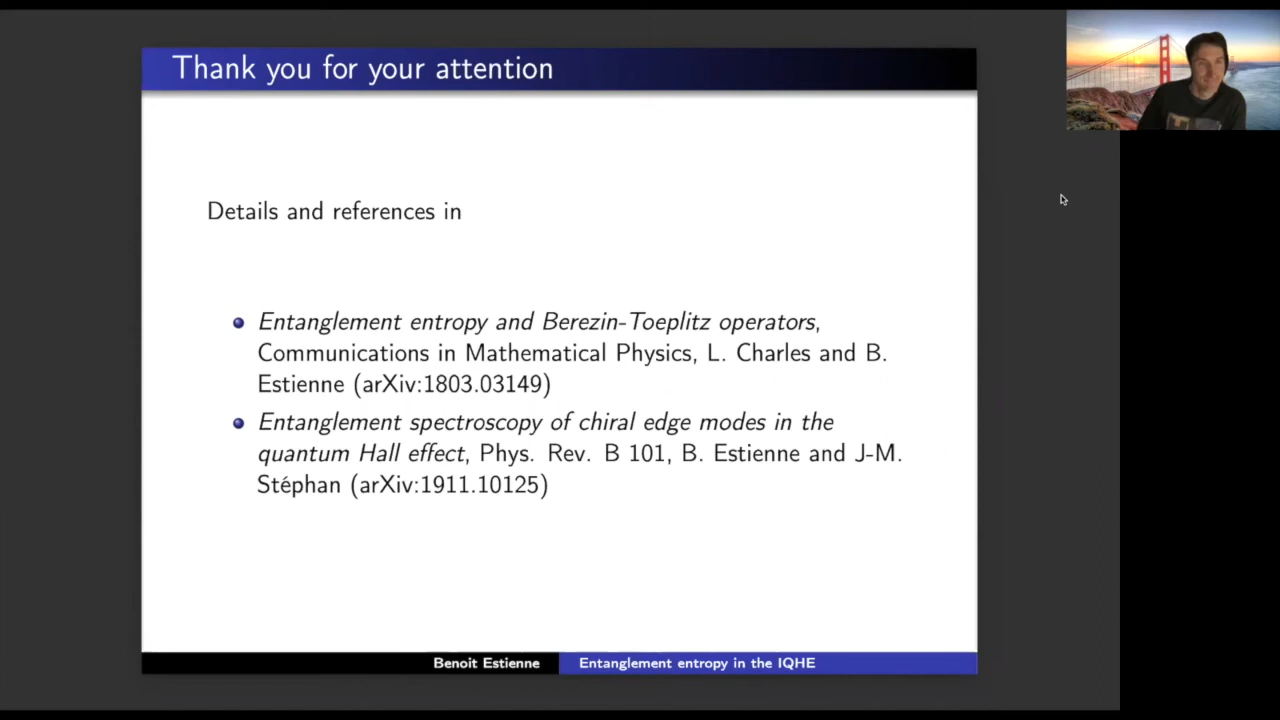 Thank you for your attention
Details and references in
Entanglement entropy and Berezin-Toeplitz operators,
Communications in Mathematical Physics, L. Charles and B.
Estienne (arXiv:1803.03149)
Entanglement spectroscopy of chiral edge modes in the
quantum Hall effect, Phys. Rev. B 101, B. Estienne and J-M.
Stéphan (arXiv:1911.10125)
Benoit Estienne
Entanglement entropy in the IQHE